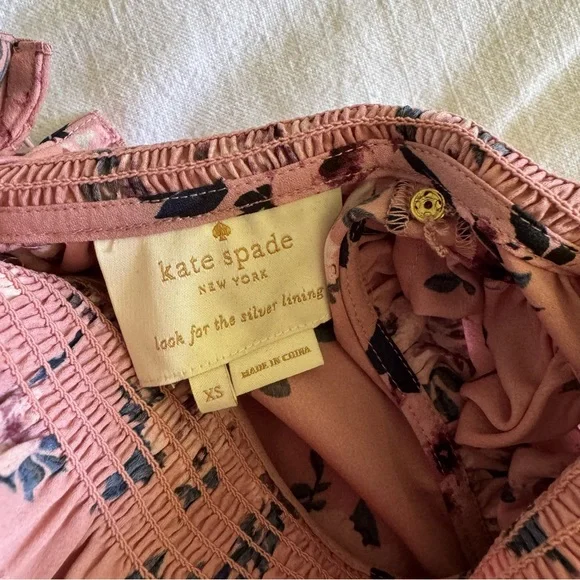 kate spade
NEW YORK
look for the silver lining
XS
MADE IN CHINA